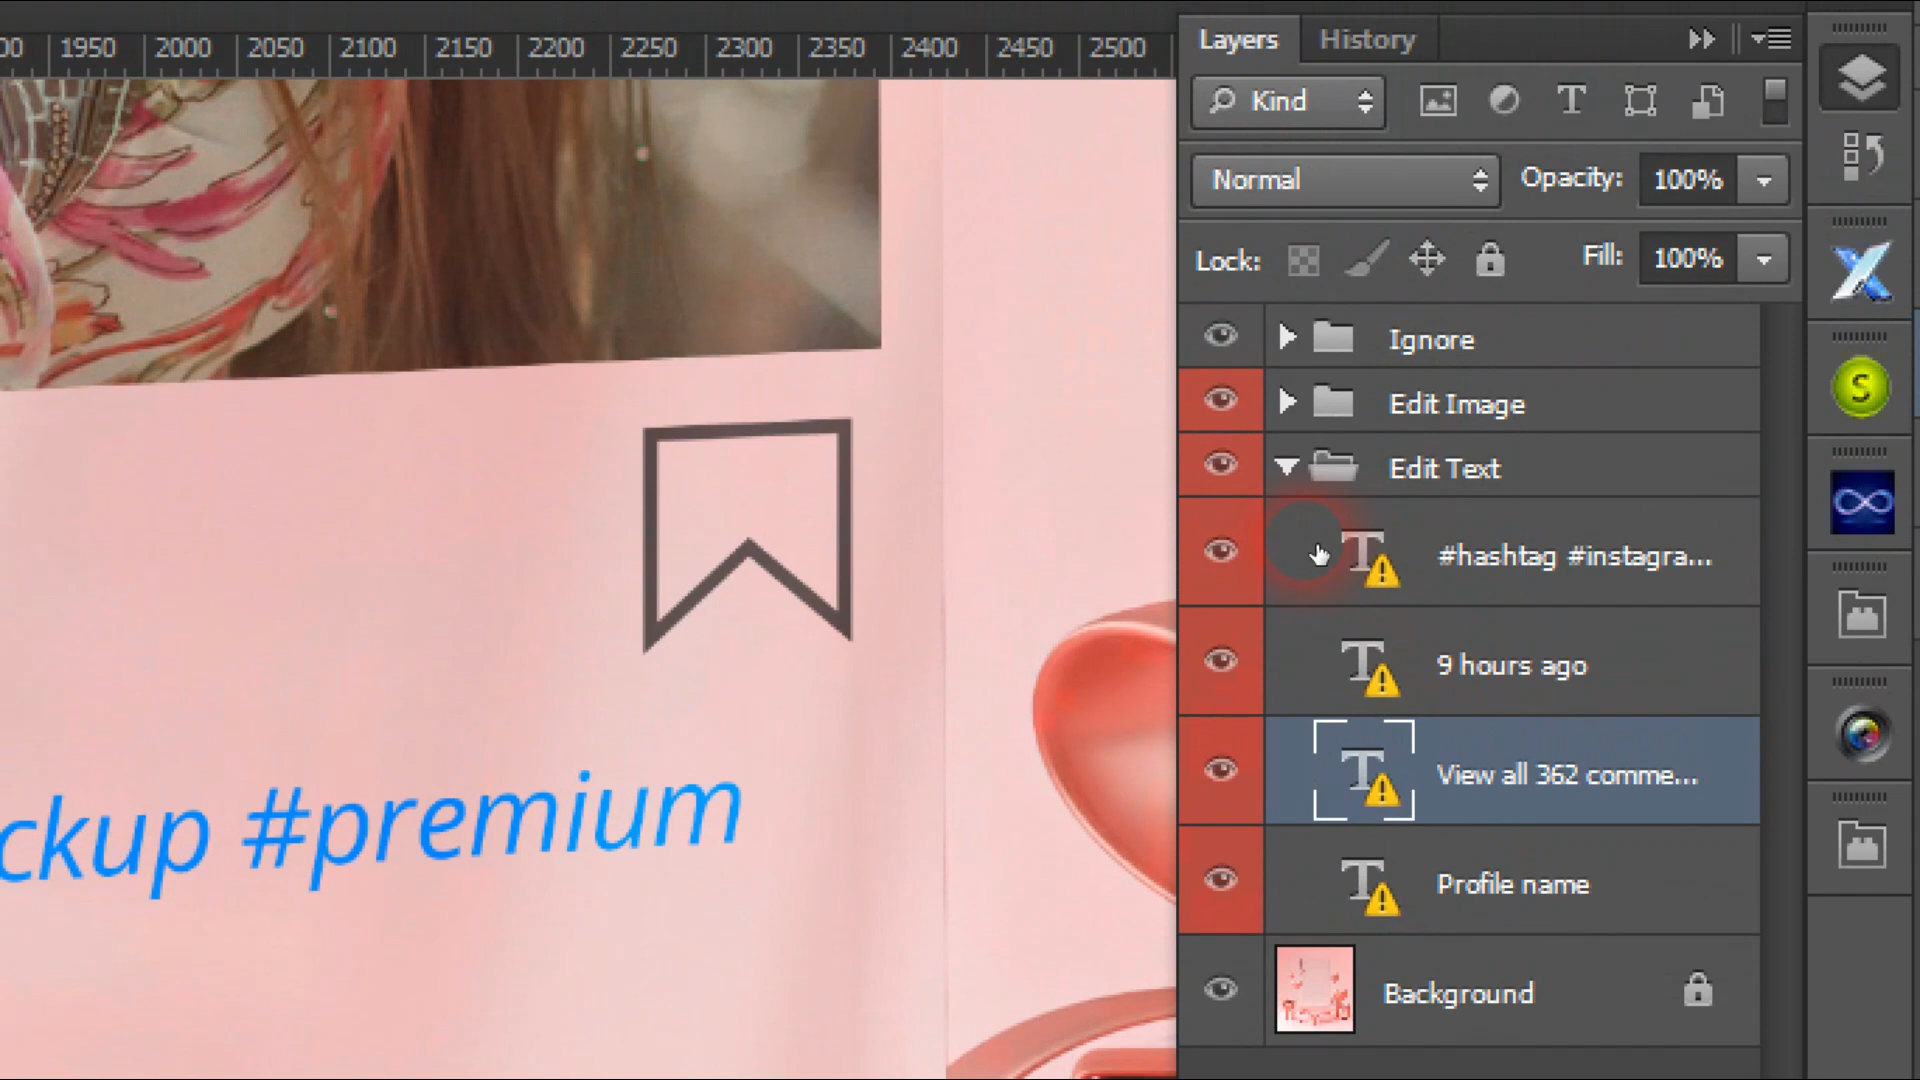 00 1950 2000 2050 2100 2150 2200 2250 2300 2350 2400 2450 2500
Layers History
Kind T
Normal Opacity: 100%
Lock: Fill: 100%
Ignore
Edit Image
Edit Text
#hashtag #instagra...
9 hours ago
View all 362 comme...
Profile name
Background
ckup #premium
S